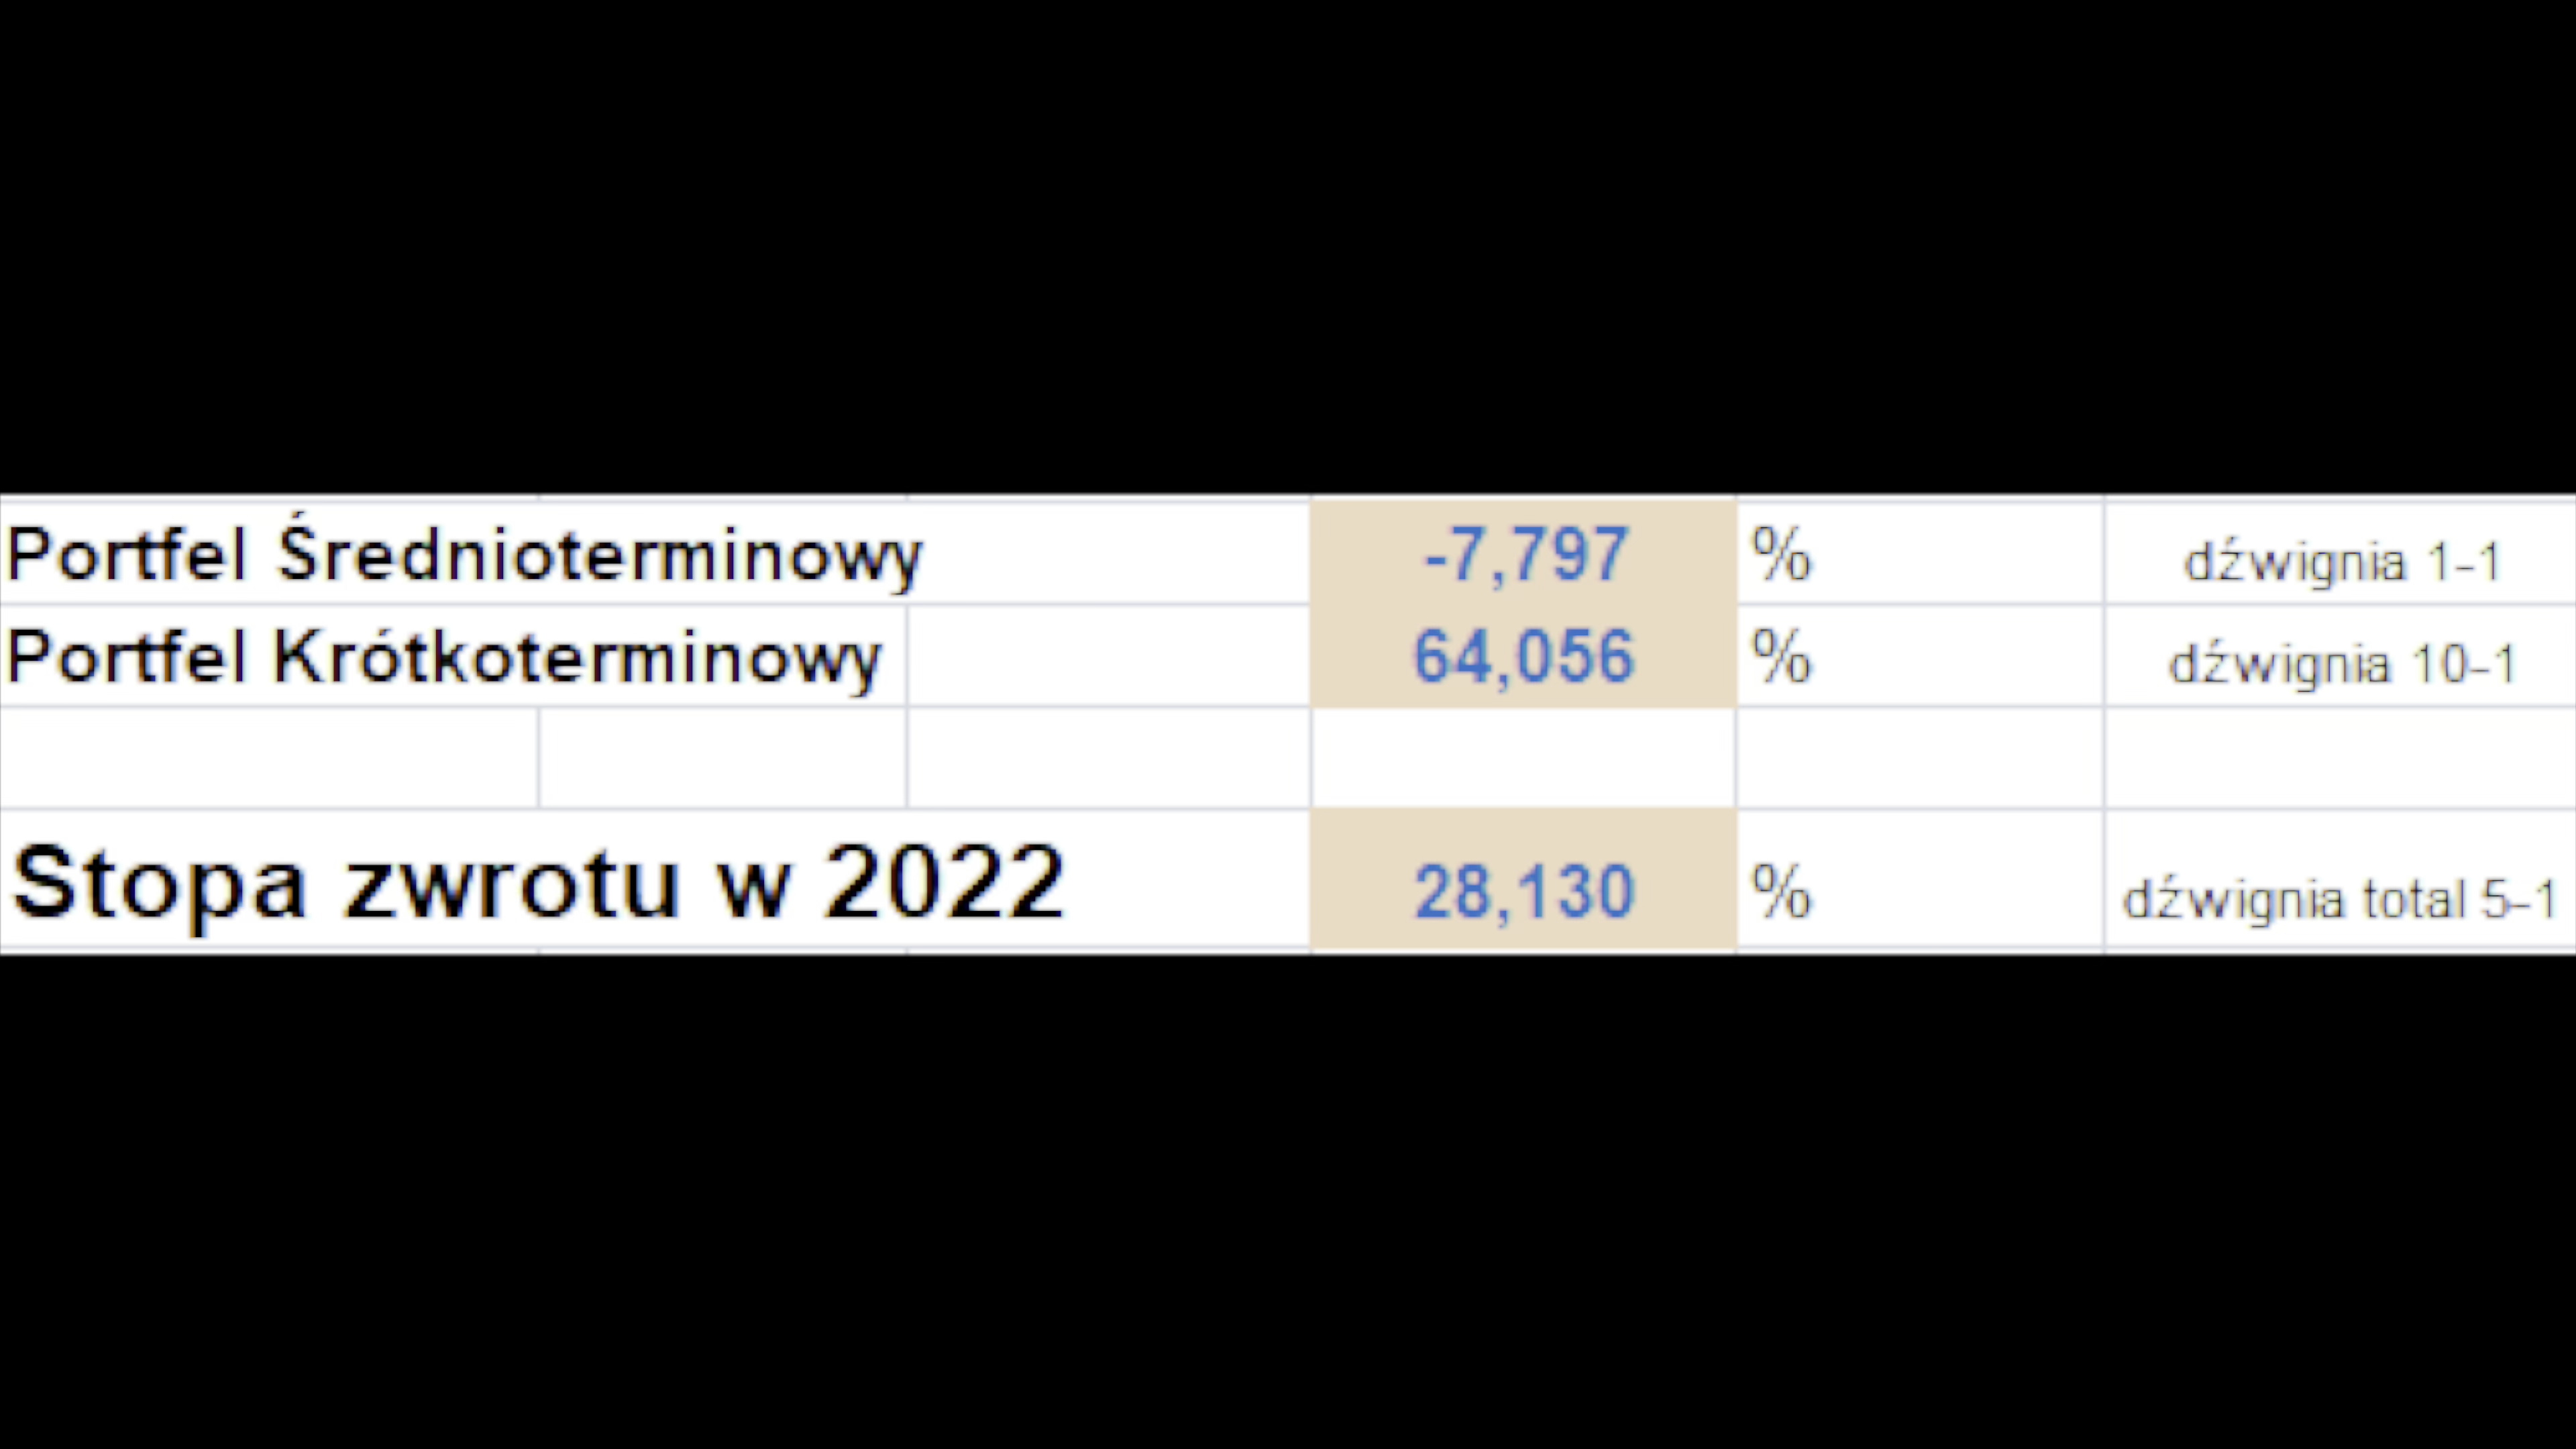 Portfel Średnioterminowy -7,797 % dźwignia 1-1
Portfel Krótkoterminowy 64,056 % dźwignia 10-1
Stopa zwrotu w 2022 28,130 % dźwignia total 5-1